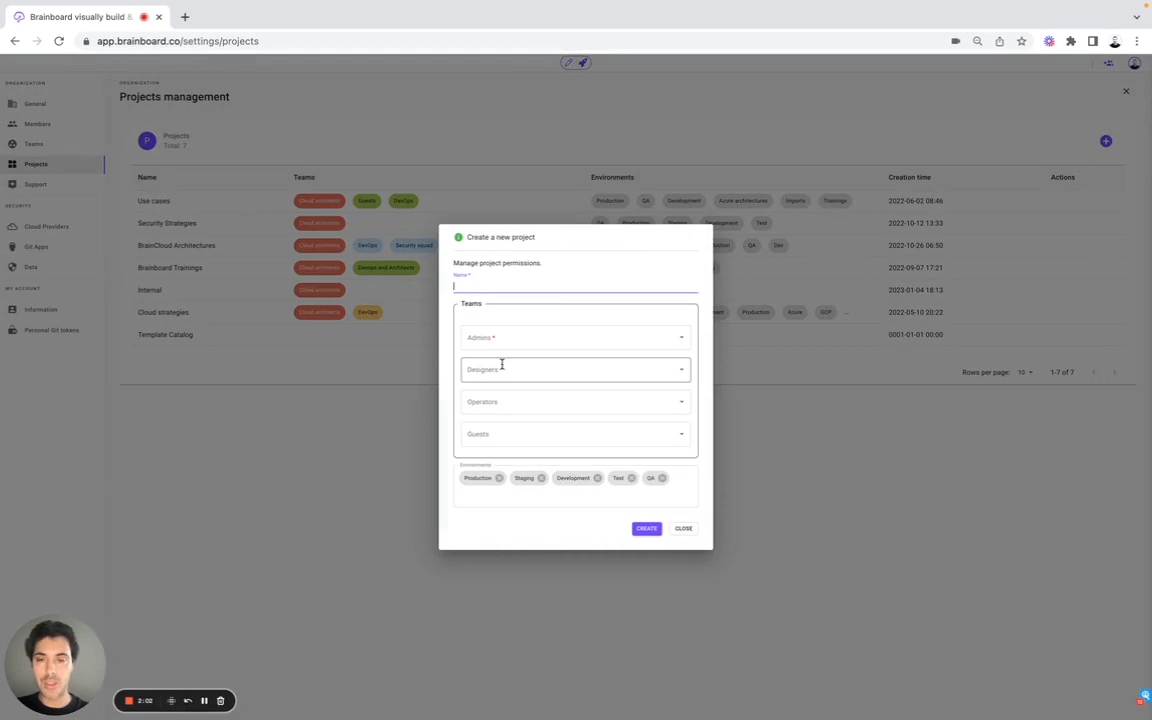 Brainboard visually build &
app.brainboard.co/settings/projects
ORGANIZATION
General
Members
Teams
Projects
Support
SECURITY
Cloud Providers
Git Apps
Data
MY ACCOUNT
Information
Personal Git tokens
ORGANIZATION
Projects management
P
Projects
Total: 7
Name Teams Environments Creation time Actions
Use cases Cloud architects Guests DevOps Production QA Development Azure architectures Imports Trainings 2022-06-02 08:46
Security Strategies Cloud architects QA Production Staging Development Test 2022-10-12 13:33
BrainCloud Architectures Cloud architects DevOps Security squad QA Dev 2022-10-26 06:50
Brainboard Trainings Cloud architects Devops and Architects 2022-09-07 17:21
Internal Cloud architects 2023-01-04 18:13
Cloud strategies Cloud architects DevOps Production Azure GCP ... 2022-05-10 20:22
Template Catalog 0001-01-01 00:00
Rows per page: 10 1-7 of 7
Create a new project
Manage project permissions.
Name *
Teams
Admins *
Designers
Operators
Guests
Environments
Production Staging Development Test QA
CREATE CLOSE
2:02